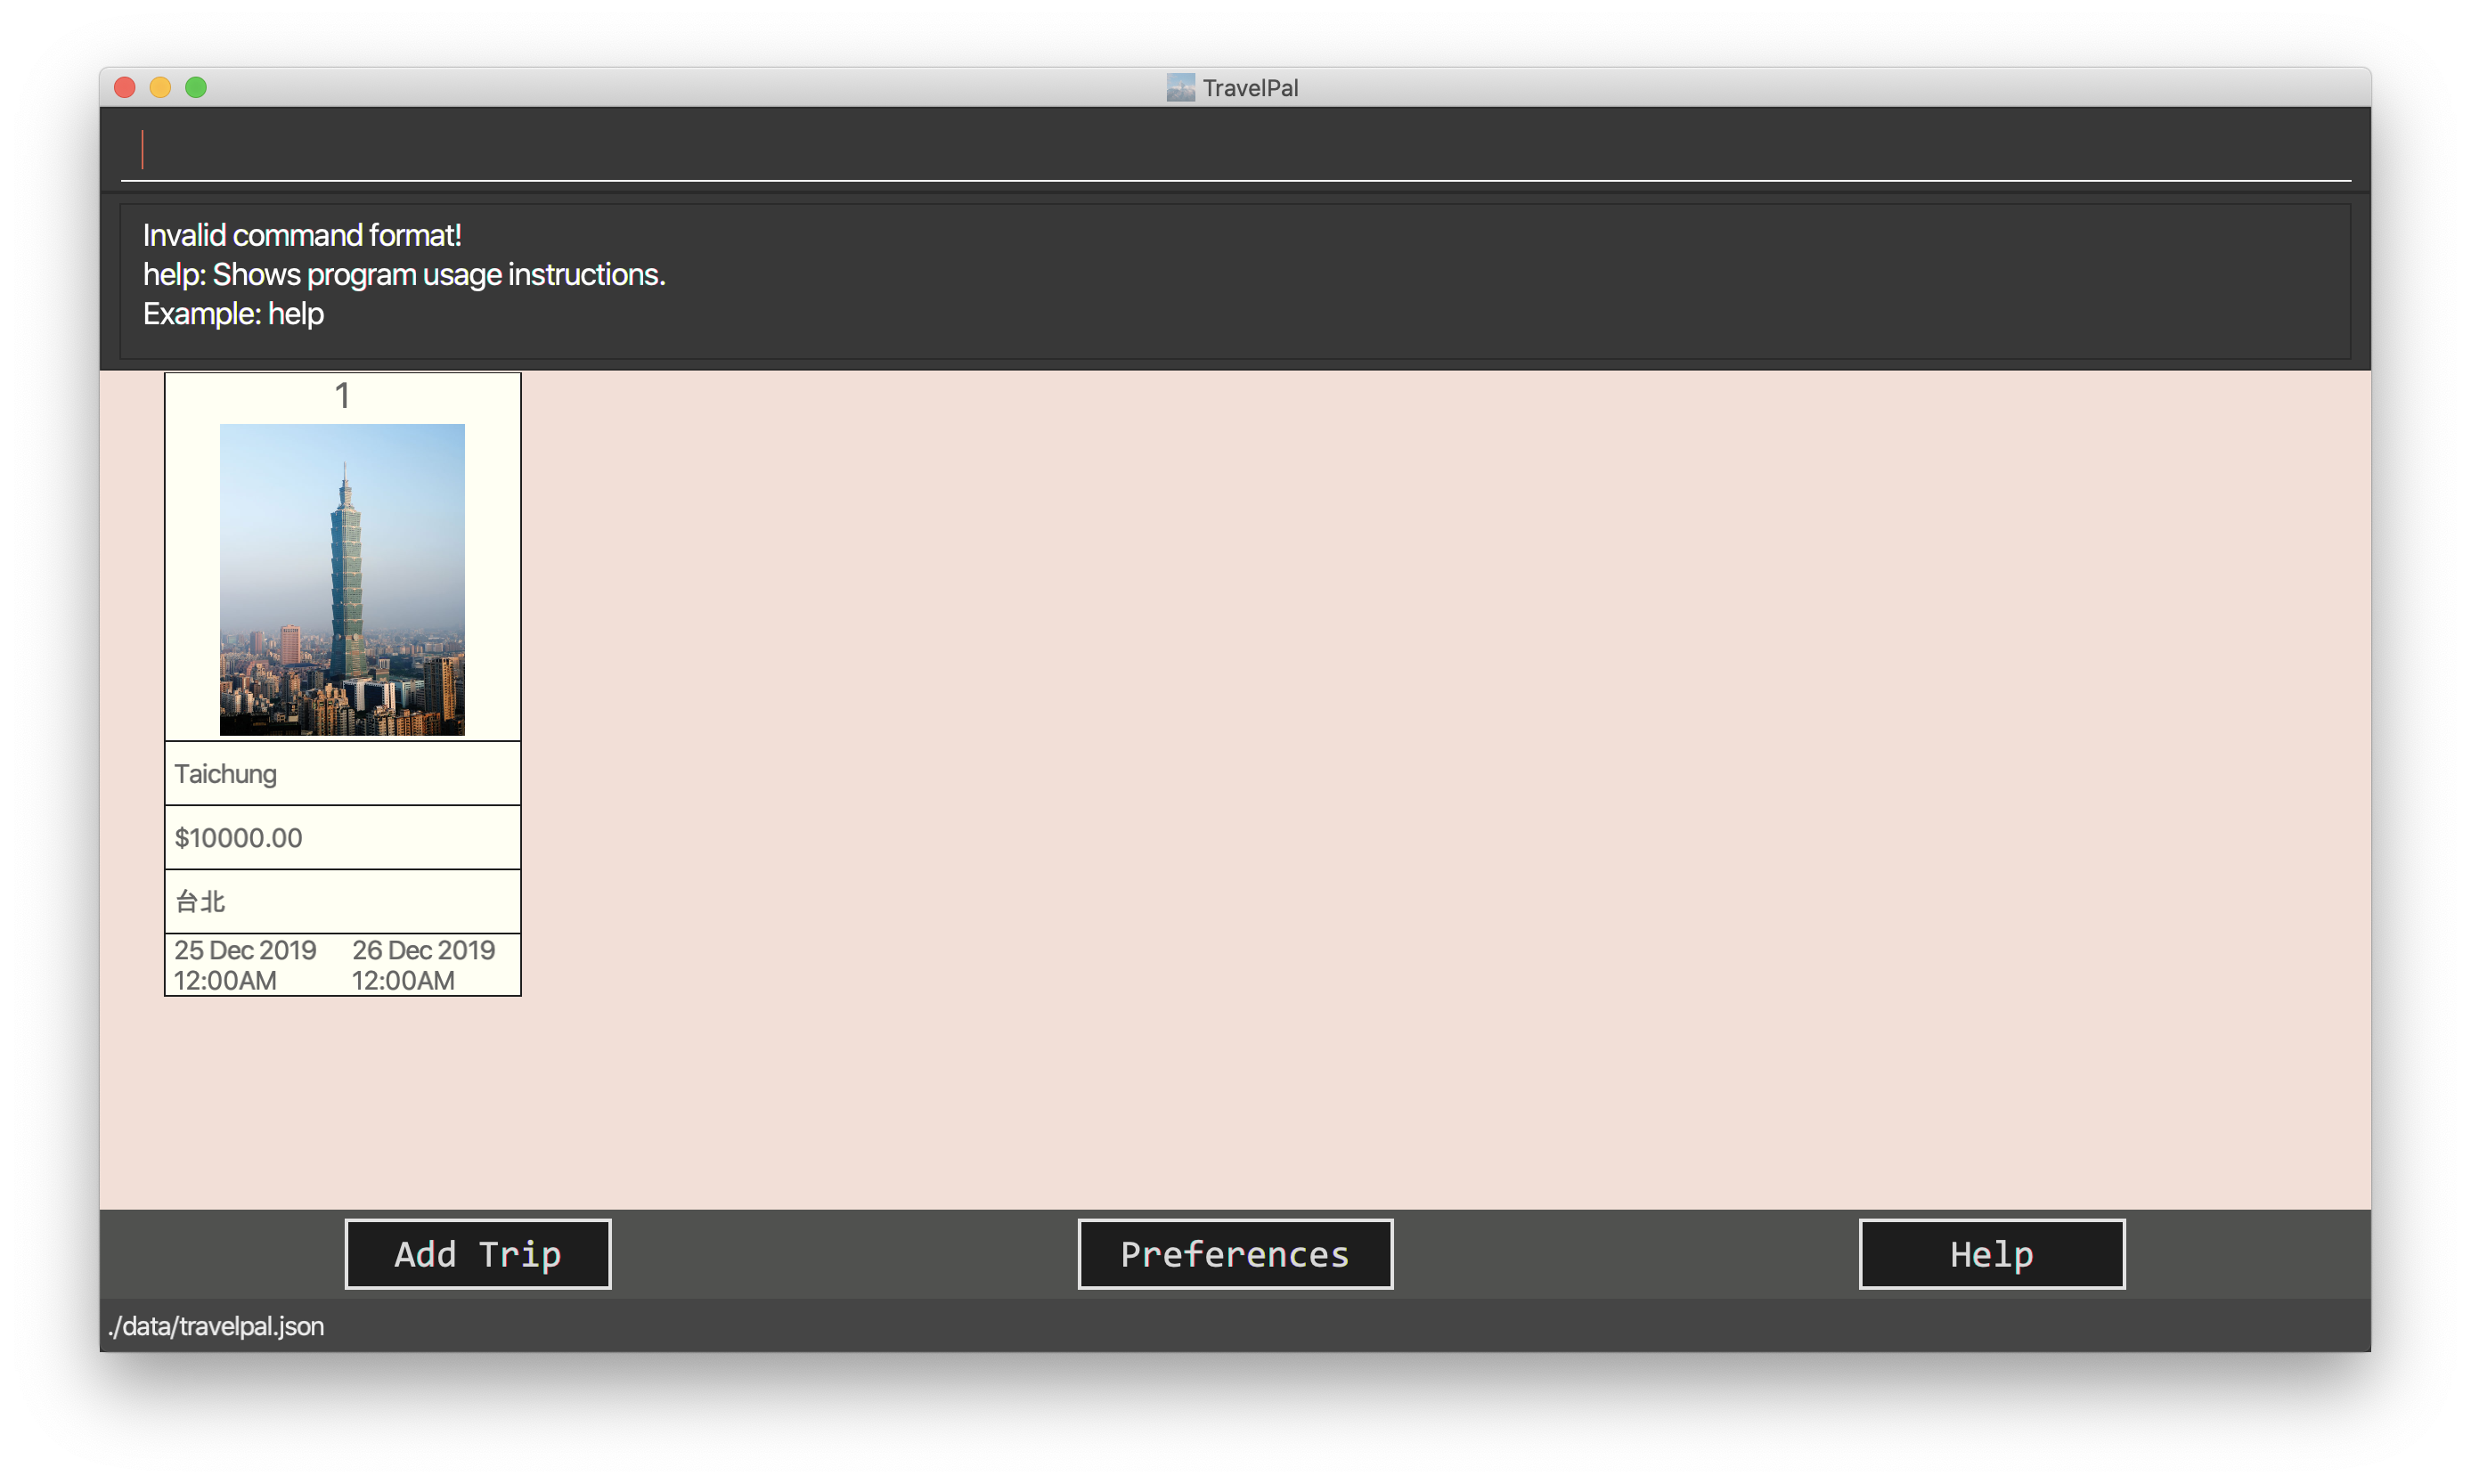 TravelPal
Invalid command format!
help: Shows program usage instructions.
Example: help
1
Taichung
$10000.00
台北
25 Dec 2019 26 Dec 2019
12:00AM 12:00AM
Add Trip Preferences Help
./data/travelpal.json